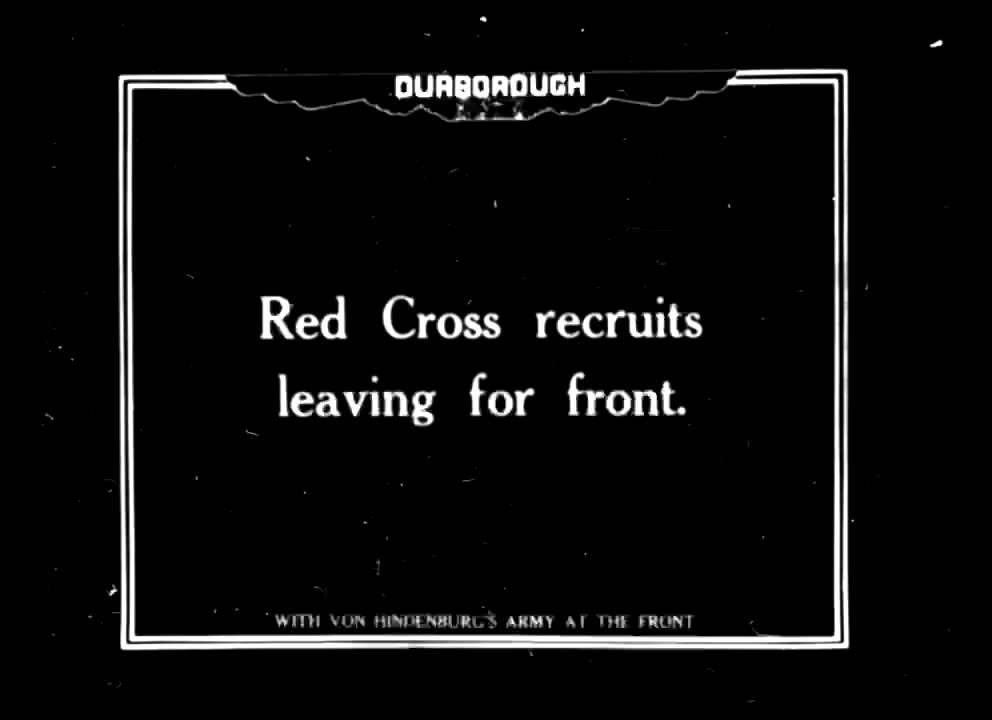 DURBOROUGH
Red Cross recruits
leaving for front.
WITH VON HINDENBURG'S ARMY AT THE FRONT